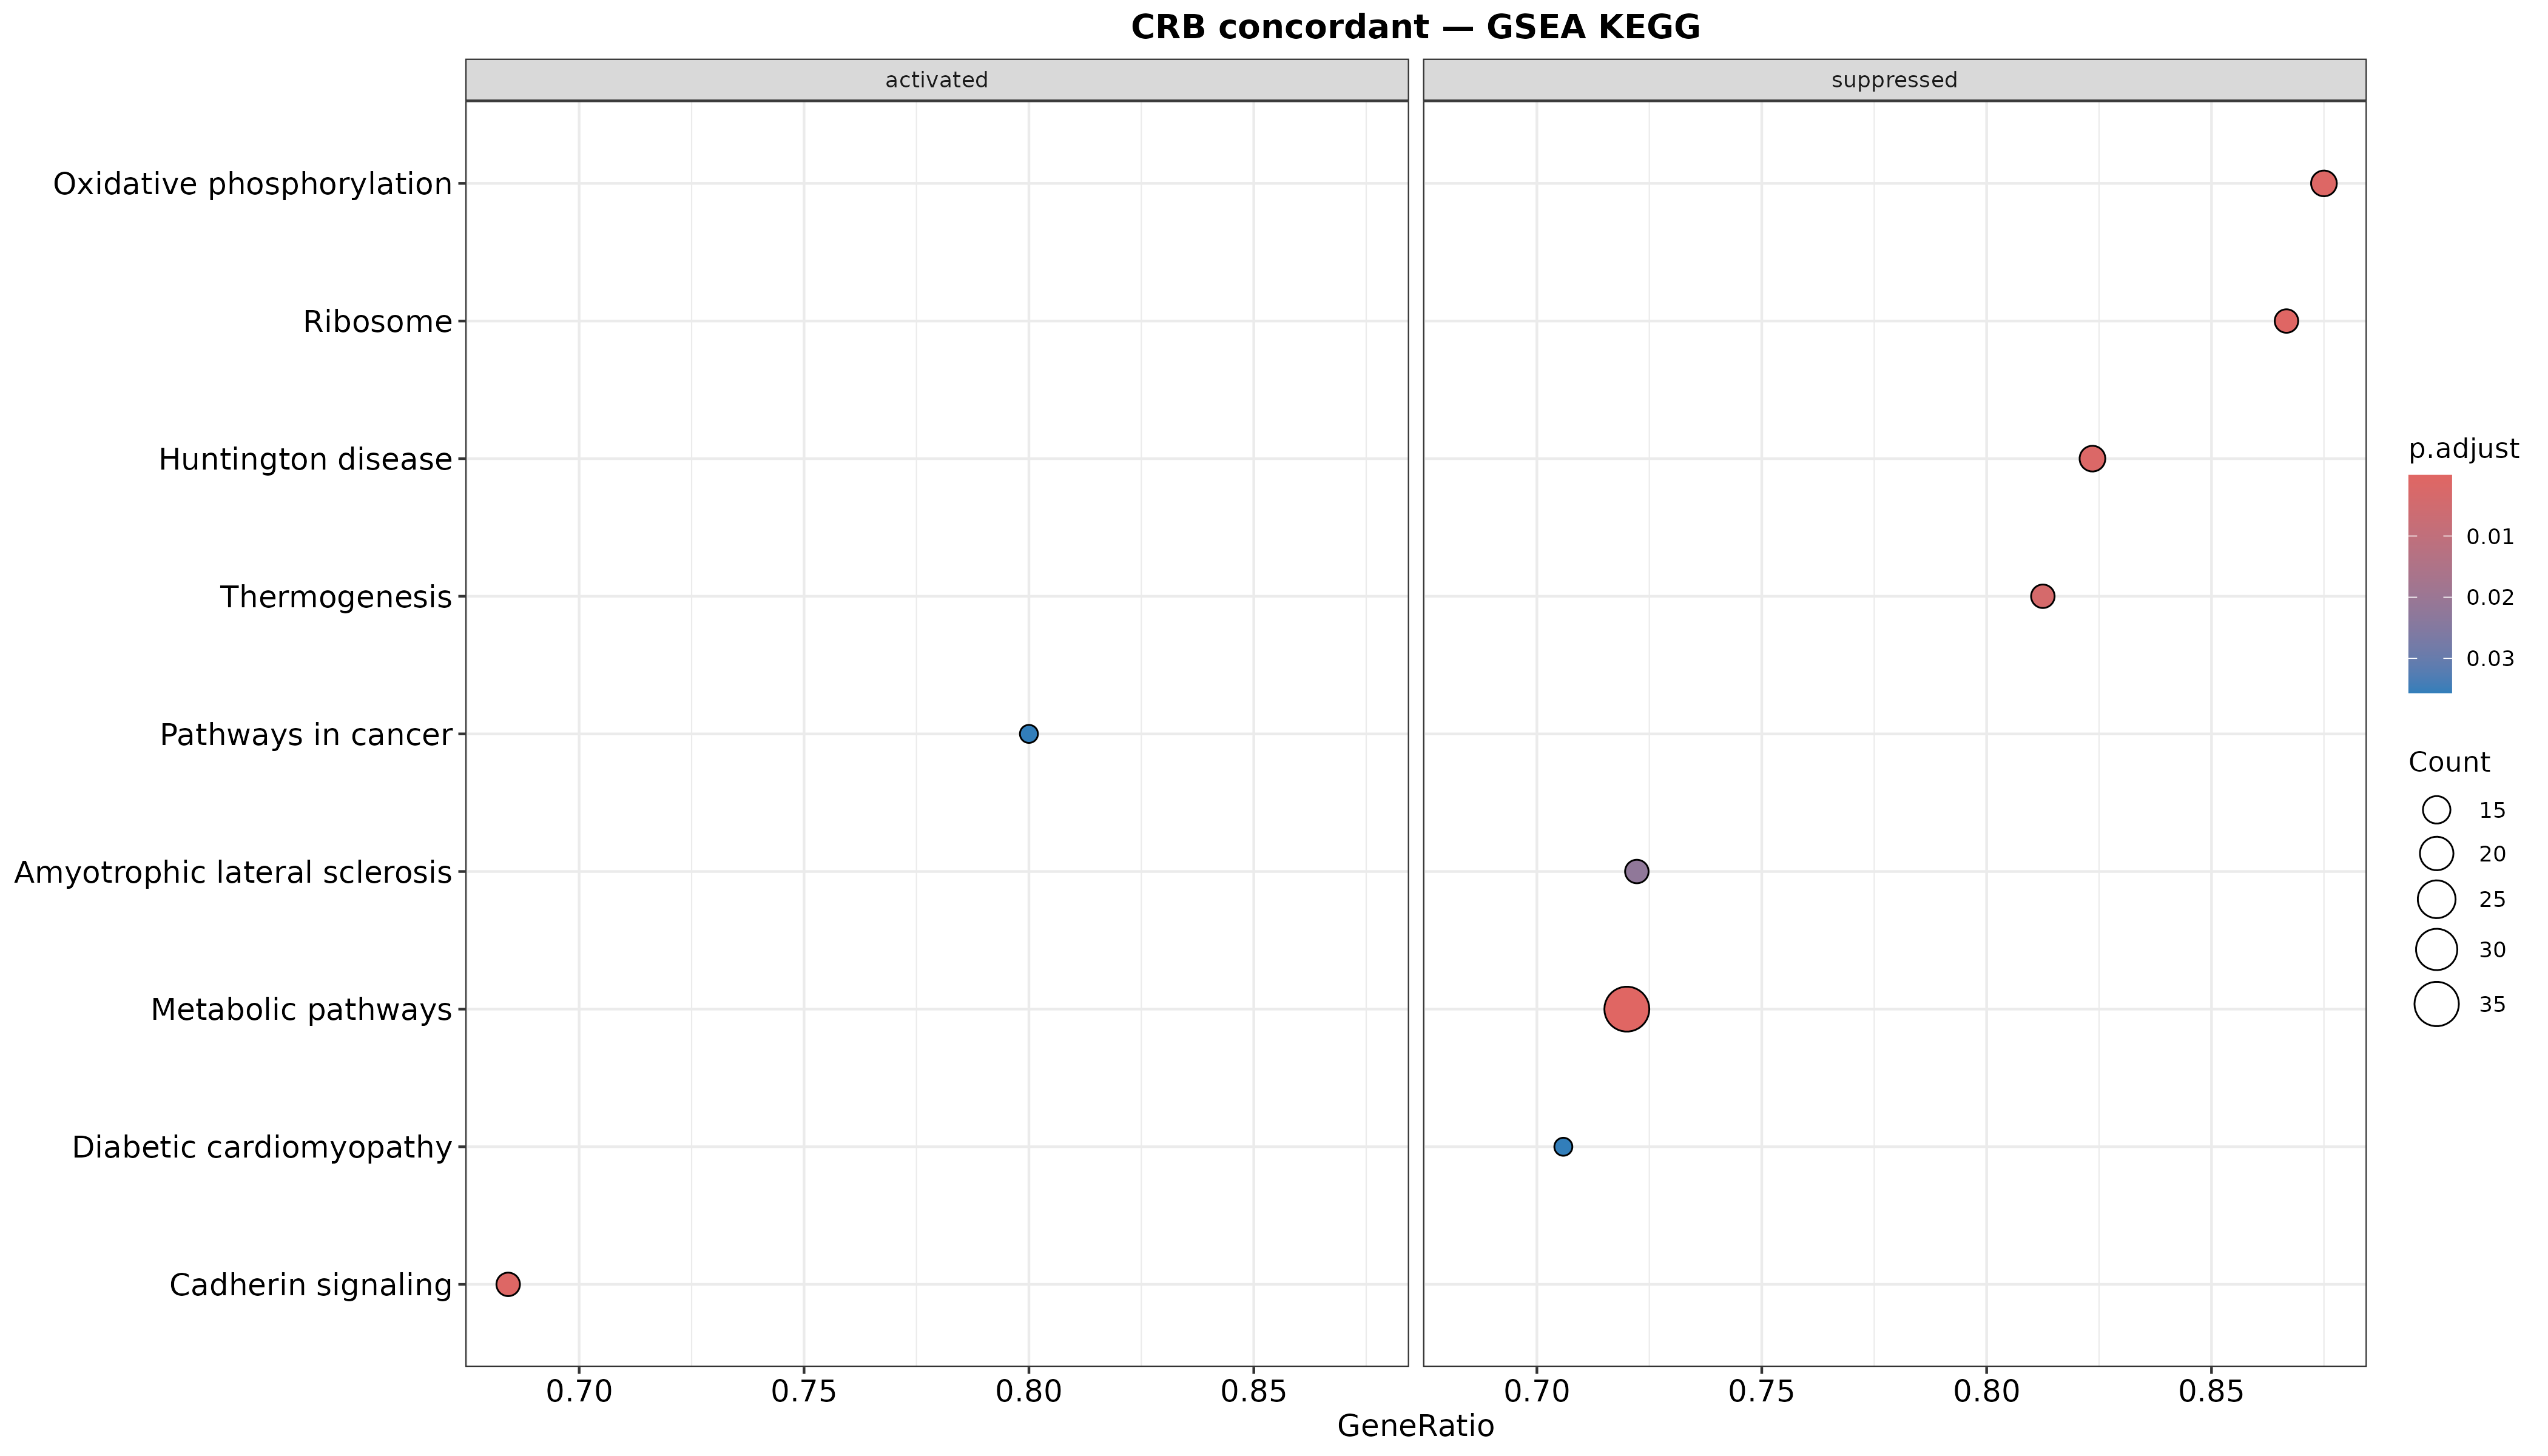 CRB concordant — GSEA KEGG
activated
suppressed
Oxidative phosphorylation
Ribosome
Huntington disease
Thermogenesis
Pathways in cancer
Amyotrophic lateral sclerosis
Metabolic pathways
Diabetic cardiomyopathy
Cadherin signaling
0.70 0.75 0.80 0.85
0.70 0.75 0.80 0.85
GeneRatio
p.adjust
0.01
0.02
0.03
Count
15
20
25
30
35